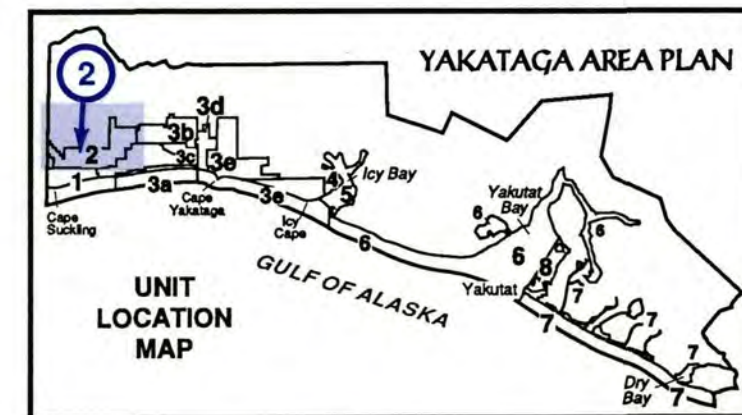 YAKATAGA AREA PLAN
2
3d
3b
2
3c
3e
1
3a
Cape
Suckling
Cape
Yakataga
3e
Icy
Cape
4
5
Icy Bay
6
GULF OF ALASKA
6
Yakutat
Bay
6
6
8
Yakutat
7
7
7
7
7
Dry
Bay
7
UNIT
LOCATION
MAP